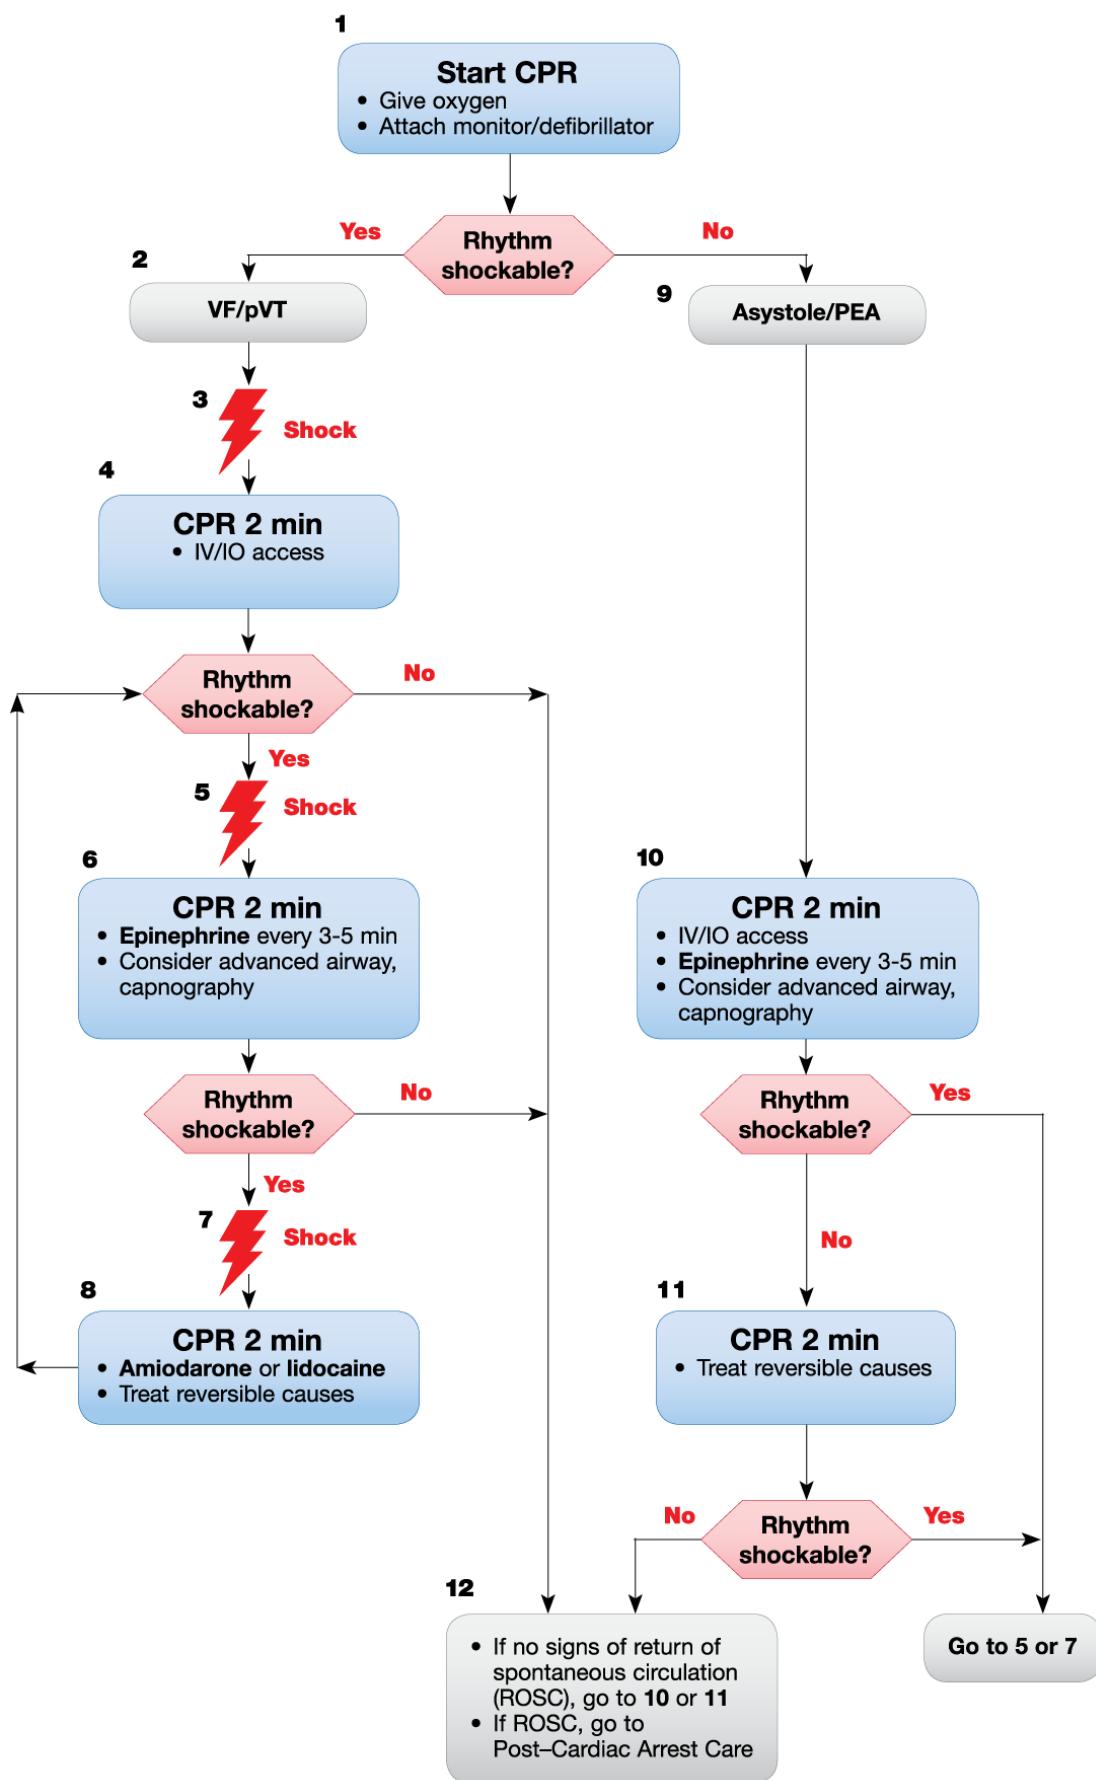 1
Start CPR
• Give oxygen
• Attach monitor/defibrillator
Rhythm
shockable?
Yes
No
2
VF/pVT
9
Asystole/PEA
3
Shock
4
CPR 2 min
• IV/IO access
Rhythm
shockable?
No
Yes
5
Shock
6
CPR 2 min
• Epinephrine every 3-5 min
• Consider advanced airway,
capnography
Rhythm
shockable?
No
Yes
7
Shock
8
CPR 2 min
• Amiodarone or lidocaine
• Treat reversible causes
10
CPR 2 min
• IV/IO access
• Epinephrine every 3-5 min
• Consider advanced airway,
capnography
Rhythm
shockable?
Yes
No
11
CPR 2 min
• Treat reversible causes
Rhythm
shockable?
No
Yes
12
• If no signs of return of
spontaneous circulation
(ROSC), go to 10 or 11
• If ROSC, go to
Post–Cardiac Arrest Care
Go to 5 or 7